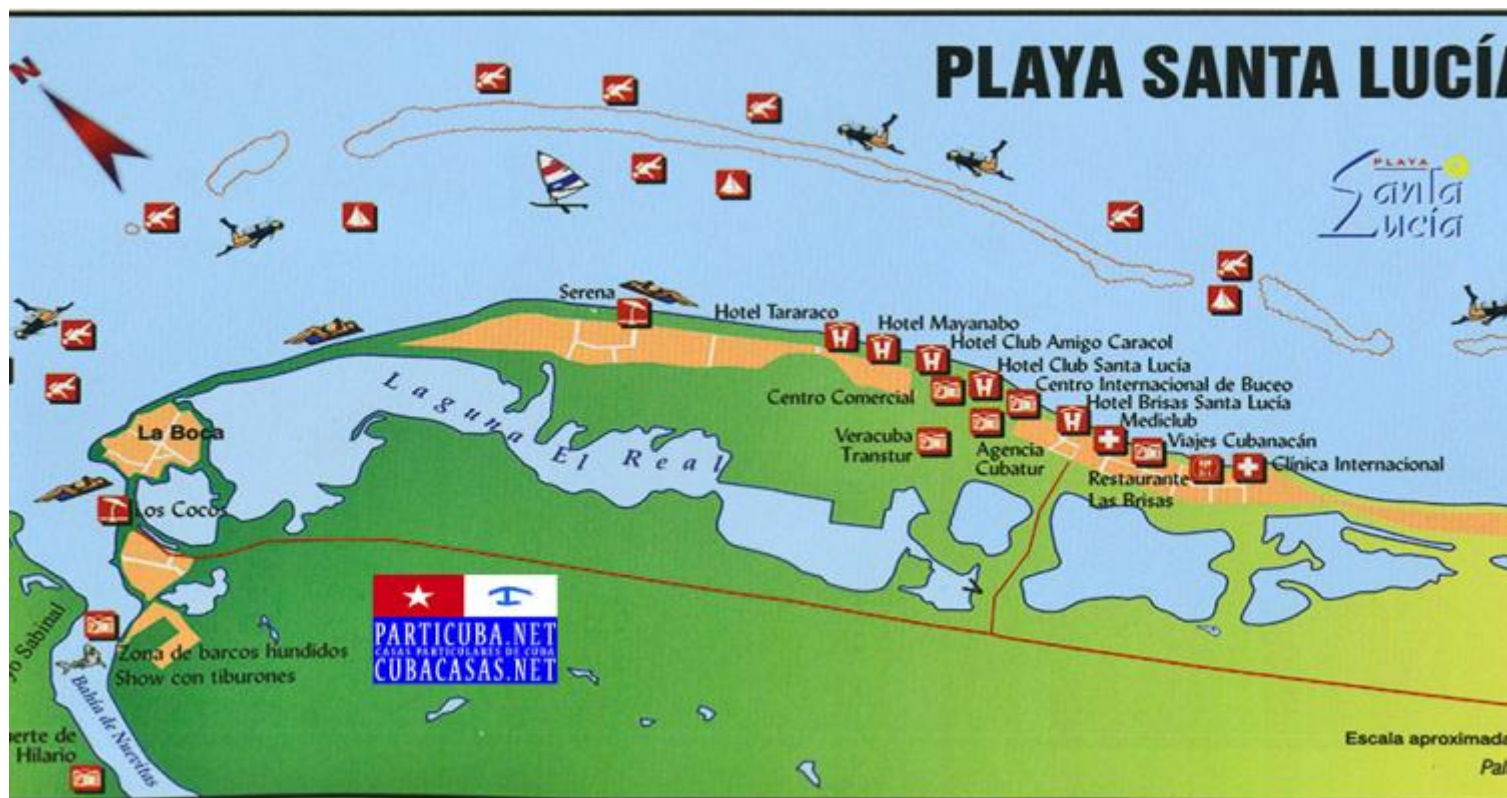 N
PLAYA SANTA LUCÍA
PLAYA
Santa
Lucía
Serena
Hotel Tararaco
Hotel Mayanabo
Hotel Club Amigo Caracol
Hotel Club Santa Lucía
Centro Comercial
Centro Internacional de Buceo
Hotel Brisas Santa Lucía
Mediclub
Veracuba
Transtur
Agencia
Cubatur
Viajes Cubanacán
Clínica Internacional
Restaurante
Las Brisas
La Boca
Laguna El Real
Los Cocos
PARTICUBA.NET
CASAS PARTICULARES DE CUBA
CUBACASAS.NET
Sabinal
Zona de barcos hundidos
Show con tiburones
Bahía de Nuevitas
erte de
Hilario
Escala aproximada